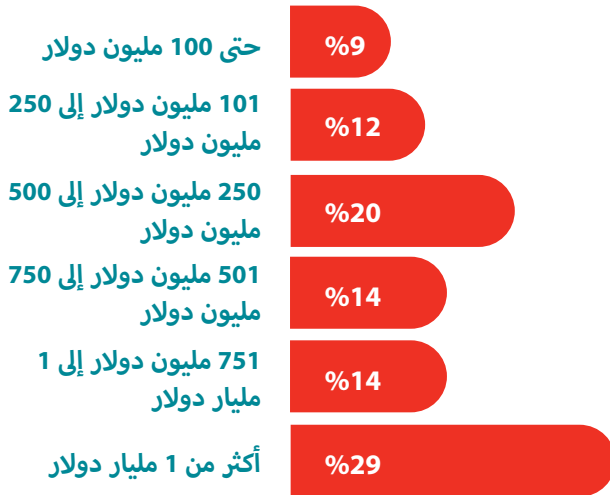 حتى 100 مليون دولار
%9
101 مليون دولار إلى 250
مليون دولار
%12
250 مليون دولار إلى 500
مليون دولار
%20
501 مليون دولار إلى 750
مليون دولار
%14
751 مليون دولار إلى 1
مليار دولار
%14
أكثر من 1 مليار دولار
%29